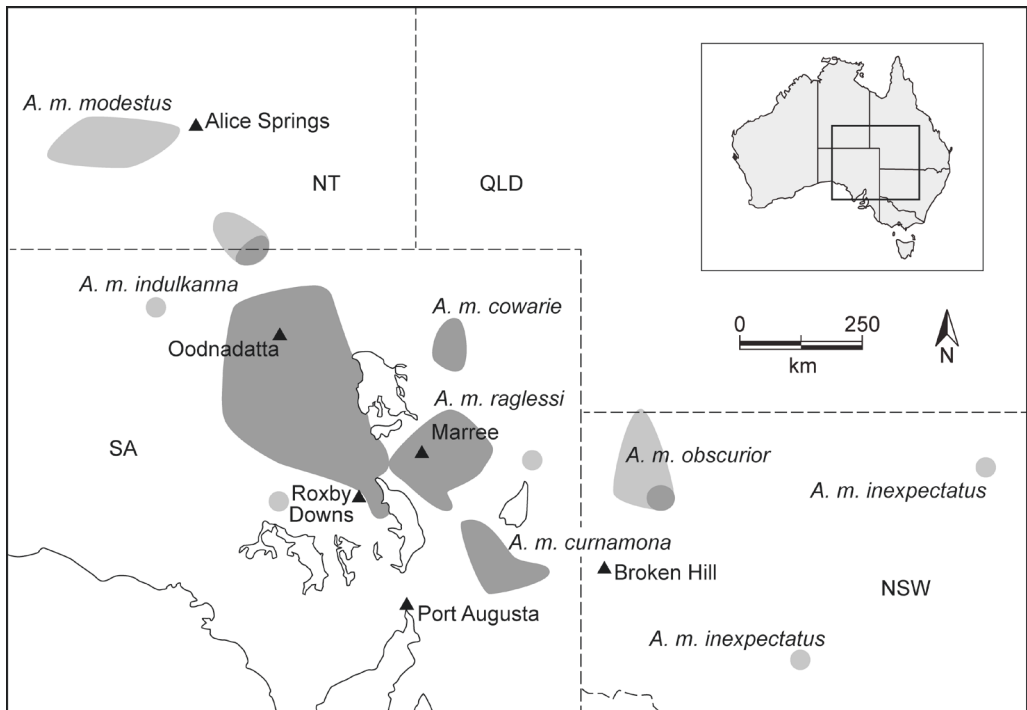 A. m. modestus
Alice Springs
NT
QLD
A. m. indulkanna
A. m. cowarie
Oodnadatta
0 250
km
N
A. m. raglessi
Marree
SA
A. m. obscurior
A. m. inexpectatus
Roxby
Downs
A. m. curnamona
Broken Hill
NSW
Port Augusta
A. m. inexpectatus